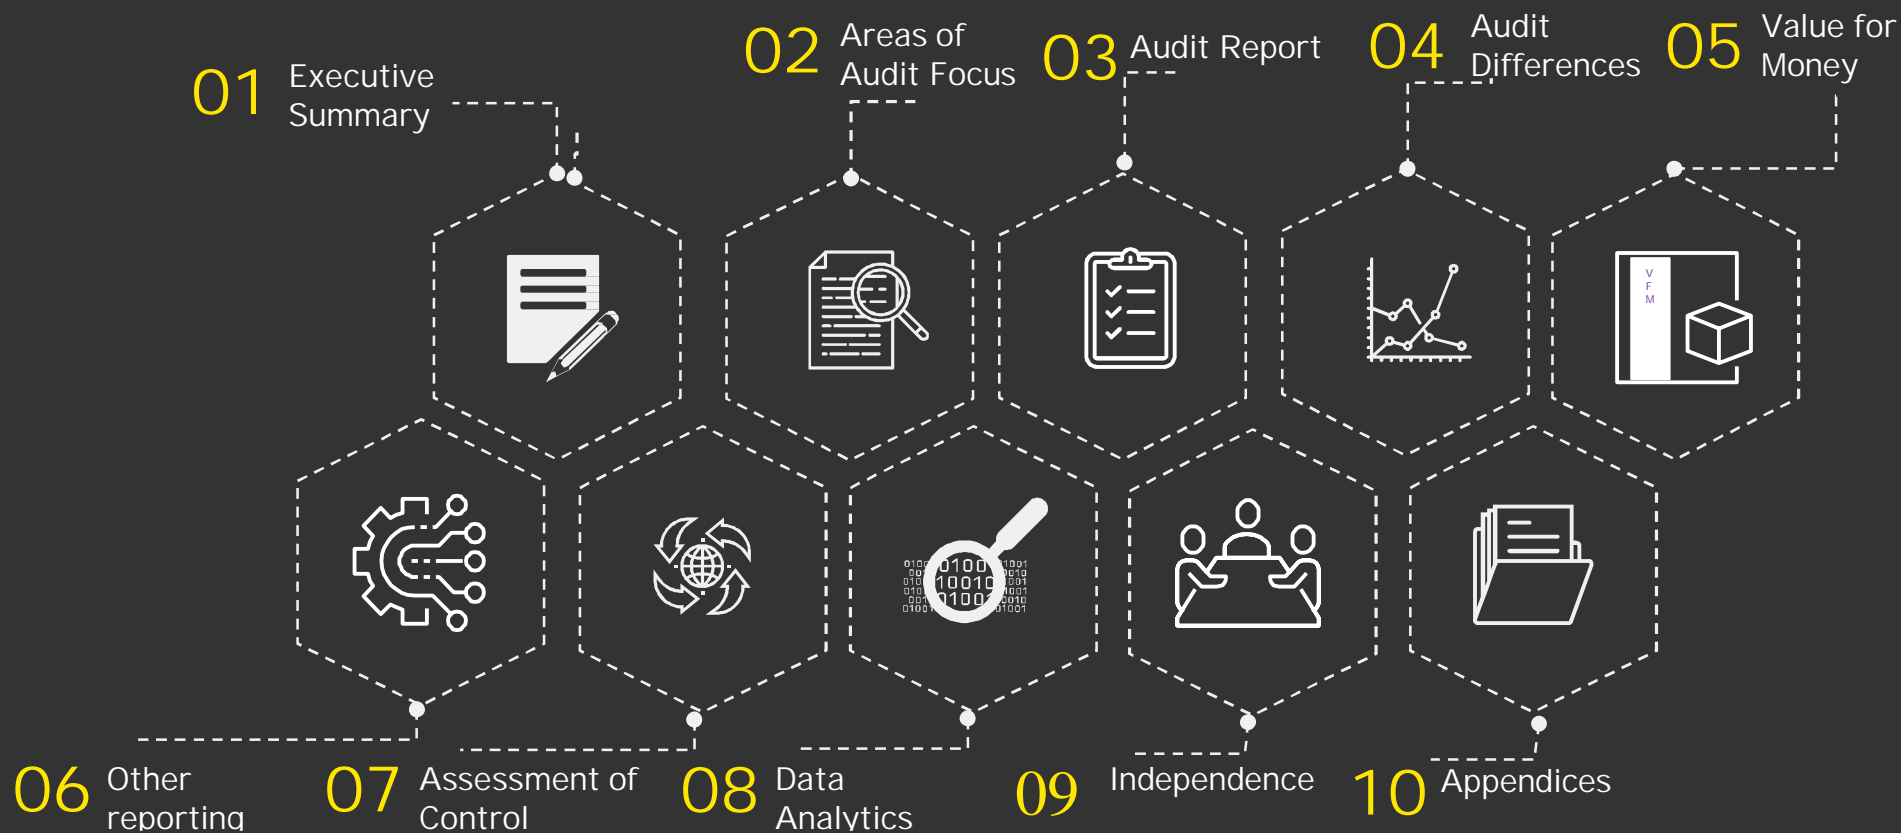 01 Executive
Summary
02 Areas of
Audit Focus
03 Audit Report
04 Audit
Differences
05 Value for
Money
V
F
M
06 Other
reporting
07 Assessment of
Control
08 Data
Analytics
09 Independence
10 Appendices